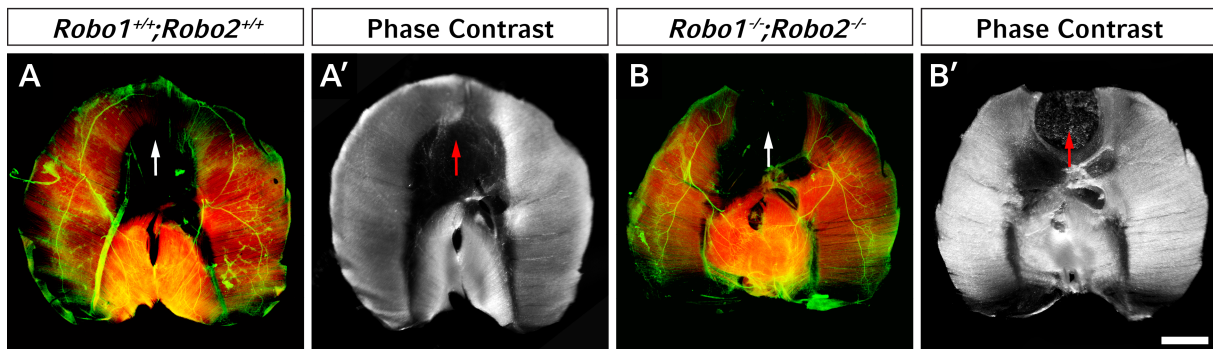 Robo1+/+;Robo2+/+
Phase Contrast
Robo1-/-;Robo2-/-
Phase Contrast
A
A′
B
B′